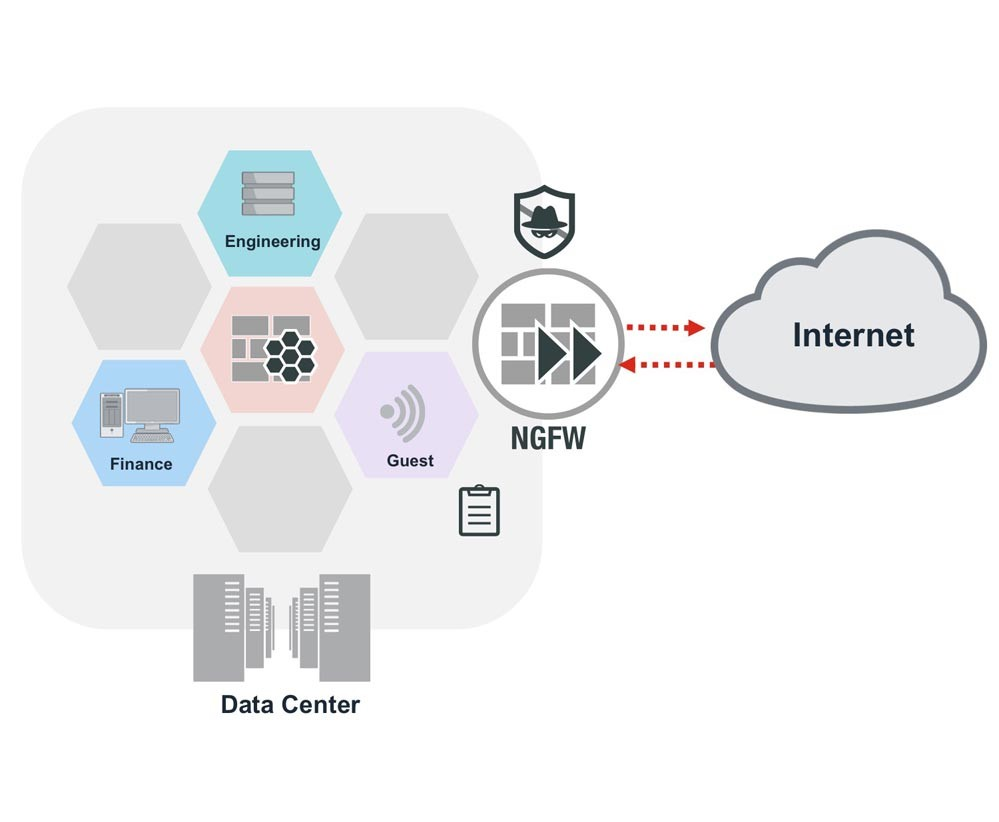 Engineering
Finance
Guest
NGFW
Internet
Data Center